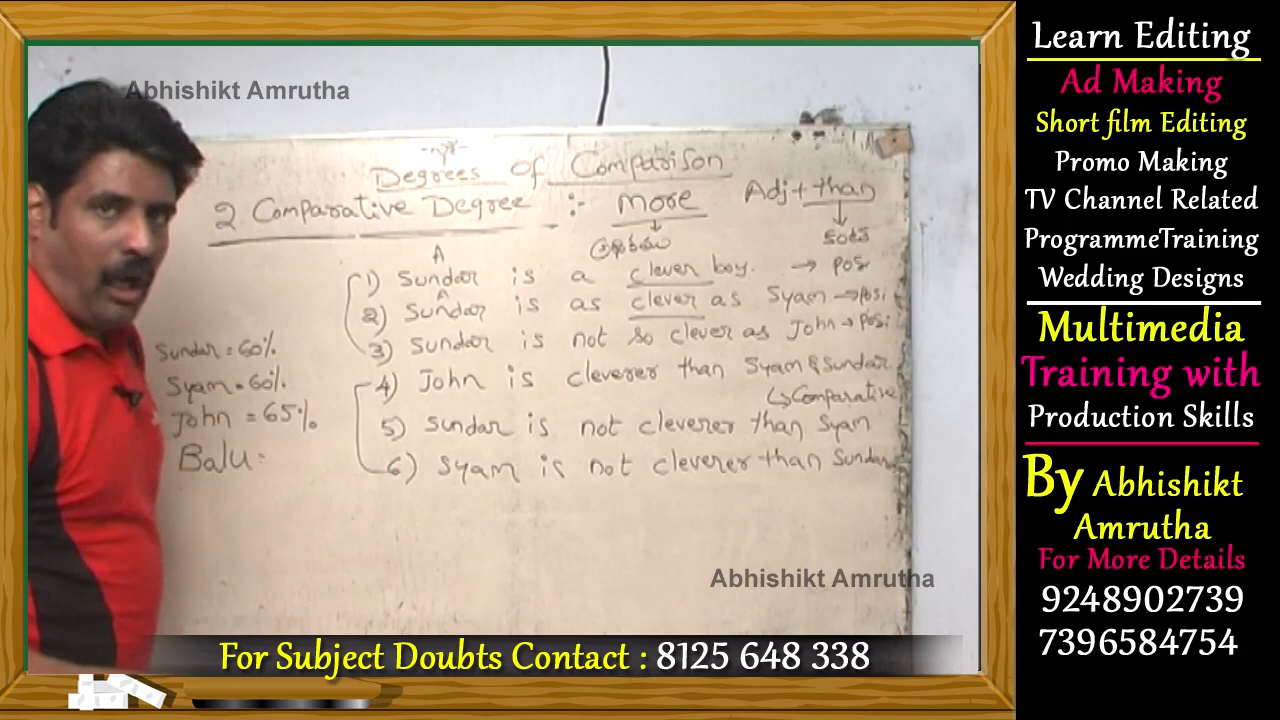 Abhishikt Amrutha
Degrees of Comparison
2 Comparative Degree :- more Adj + than
కంటె
A
1) Sundar is a clever boy. → posi
A
2) Sundar is as clever as Syam → posi
3) Sundar is not so clever as John → posi
4) John is cleverer than Syam & Sundar
↳ Comparative
5) Sundar is not cleverer than Syam
6) Syam is not cleverer than Sundar
Sundar = 60%
Syam = 60%
John = 65%
Balu:
Abhishikt Amrutha
For Subject Doubts Contact : 8125 648 338
Learn Editing
Ad Making
Short film Editing
Promo Making
TV Channel Related
ProgrammeTraining
Wedding Designs
Multimedia
Training with
Production Skills
By Abhishikt
Amrutha
For More Details
9248902739
7396584754